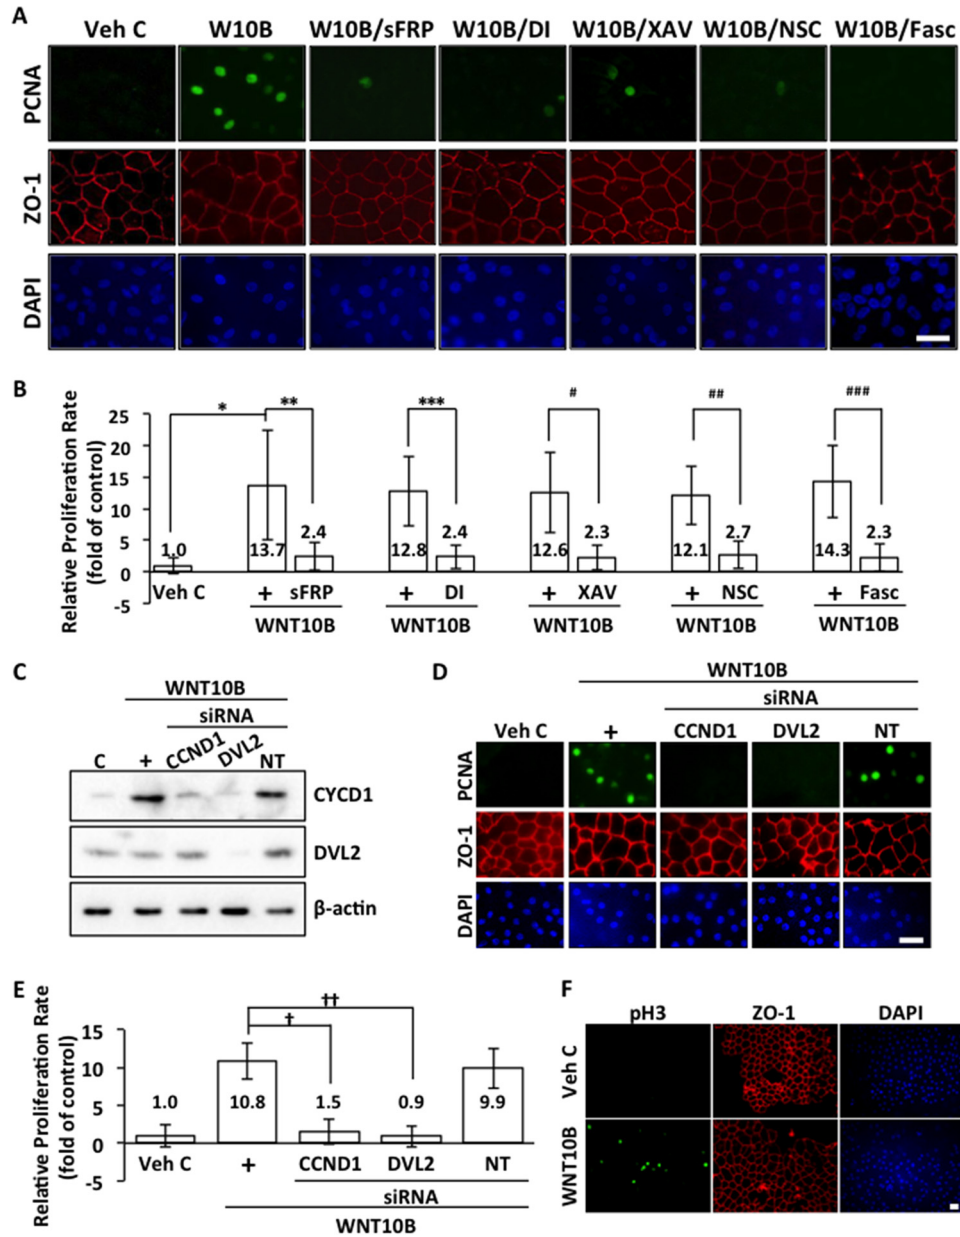 A
Veh C W10B W10B/sFRP W10B/DI W10B/XAV W10B/NSC W10B/Fasc
PCNA
ZO-1
DAPI
B
Relative Proliferation Rate
(fold of control)
25
20
15
10
5
0
-5
* ** *** # ## ###
1.0 13.7 2.4 12.8 2.4 12.6 2.3 12.1 2.7 14.3 2.3
Veh C + sFRP + DI + XAV + NSC + Fasc
WNT10B WNT10B WNT10B WNT10B WNT10B
C
WNT10B
siRNA
C + CCND1 DVL2 NT
CYCD1
DVL2
β-actin
D
WNT10B
siRNA
Veh C + CCND1 DVL2 NT
PCNA
ZO-1
DAPI
E
Relative Proliferation Rate
(fold of control)
15
10
5
0
-5
††
†
1.0 10.8 1.5 0.9 9.9
Veh C + CCND1 DVL2 NT
siRNA
WNT10B
F
pH3 ZO-1 DAPI
Veh C
WNT10B